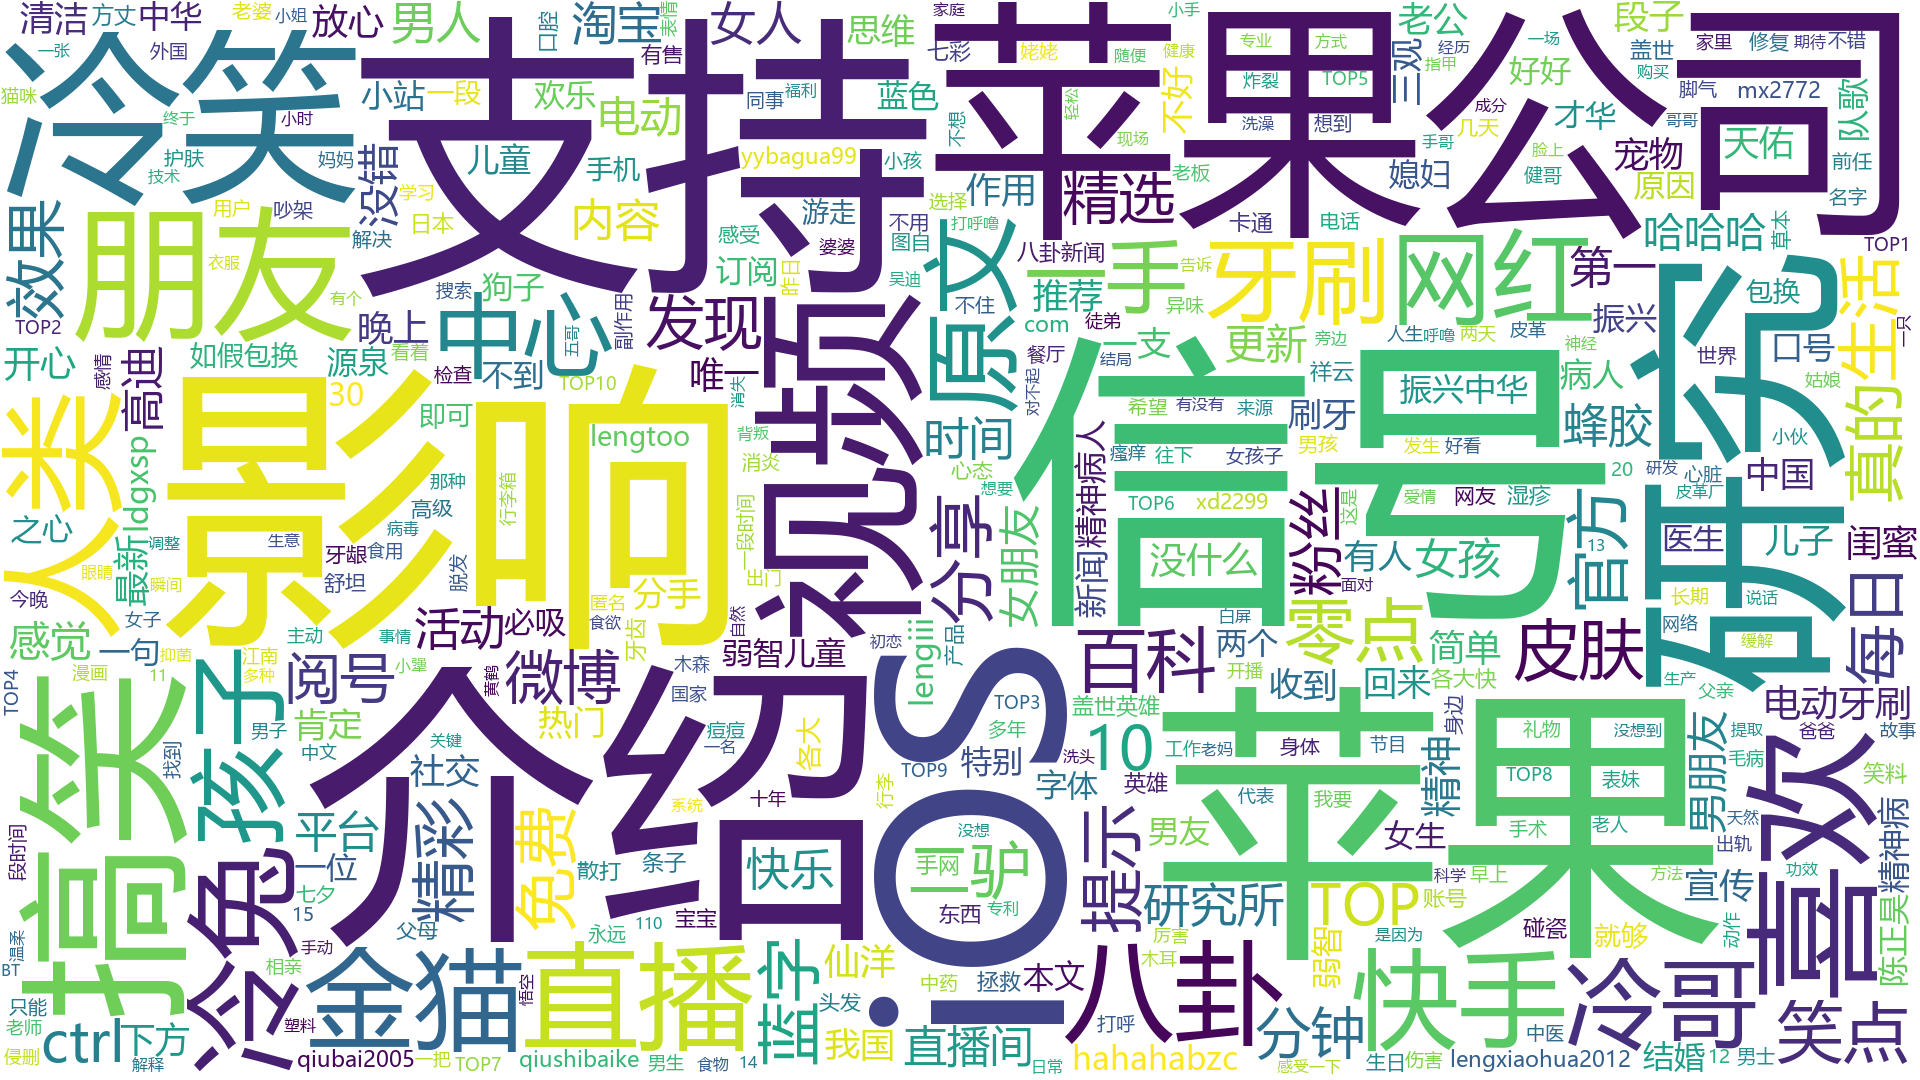 清洁
方丈
中华
老婆
小姐
放心
男人
口腔
表情
淘宝
有售
女人
思维
家庭
七彩
小手
姥姥
健康
随便
专业
方式
老公
经历
指甲
段子
一场
盖世
家里
修复
期待
不错
购买
一张
外国
冷笑
支持
苹果公司
猫咪
终于
小时
护肤
技术
妈妈
小站
一段
欢乐
电动
同事
福利
蓝色
不想
轻松
现场
不好
炸裂
TOP5
三观
好好
成分
才华
脚气
mx2772
队歌
没错
儿童
手机
yybagua99
小孩
洗澡
想到
手哥
几天
哥哥
天佑
前任
宠物
媳妇
脸上
健哥
原因
名字
老板
精选
作用
选择
打呼噜
卡通
电话
学习
日本
内容
游走
不用
婆婆
感受
图目
吴迪
用户
吵架
解决
效果
朋友
衣服
有个
TOP2
搜索
狗子
订阅
昨日
原文
八卦新闻
一手
告诉
牙刷
网红
第一
哈哈哈
草本
TOP1
推荐
异味
不住
研究
包换
真的
生活
一只
晚上
中心
五哥
副作用
发现
视频
com
徒弟
支
更新
旁边
人生
呼噜
两天
皮革
振兴
神经
世界
口号
开心
感情
高迪
如假包换
源泉
看着
检查
不到
TOP10
唯一
消失
餐厅
结局
对不起
信号
祥云
振兴中华
病人
姑娘
人类
影响
30
即可
lengtoo
背叛
时间
希望
有没有
来源
刷牙
蜂胶
小伙
ldgxsp
那种
行李箱
消炎
心态
瘙痒
往下
女孩子
男孩
发生
好看
20
研发
心脏
中国
之心
最新
调整
病毒
高级
一段时间
想要
分享
新闻
精神病人
TOP6
xd2299
爱情
网友
湿疹
皮革厂
官方
医生
儿子
闺蜜
眼睛
瞬间
生意
牙龈
食用
脱发
庄门
女朋友
没什么
粉丝
这是
有人
女孩
13
面对
今晚
女子
舒坦
匿名
分手
食欲
自然
初恋
白屏
零点
长期
说话
每日
感觉
一句
抑菌
主动
事情
活动
必吸
牙齿
弱智儿童
产品
lengiii
百科
两个
简单
皮肤
网络
缓解
TOP4
漫画
11
江南
多种
阅号
小犟
黄鹤
微博
木森
国家
开播
收到
回来
各大快
生产
父亲
电动牙刷
搞笑
孩子
男子
找到
肯定
中文
关键
介绍
热门
痘痘
一名
各大
iOS
TOP3
多年
盖世英雄
10
工作
老妈
身体
节目
身边
礼物
没想到
提取
爸爸
故事
社交
平台
系统
十年
行李
TOP9
特别
洗头
字体
英雄
苹果
代表
我要
精神
TOP8
表妹
男朋友
毛病
笑料
喜欢
段时间
冷兔
一位
七夕
15
精彩
免费
散打
条子
快乐
没想
二驴
手网
提示
男友
女生
手术
老人
天然
出轨
陈正昊
精神病
温柔
父母
永远
110
宝宝
东西
专利
研究所
TOP
科学
早上
账号
方法
宣传
功效
BT
手动
相亲
金猫
悟空
直播
蓝字
仙洋
中药
拯救
本文
厉害
木耳
弱智
是因为
碰瓷
就够
动作
只能
老师
侵删
ctrl
下方
塑料
解释
头发
我国
直播间
八卦
打呼
分钟
快手
冷哥
中医
笑点
qiubai2005
一把
TOP7
qiushibaike
男生
食物
14
日常
hahahabzc
感受一下
生日
伤害
lengxiaohua2012
结婚
12
男士